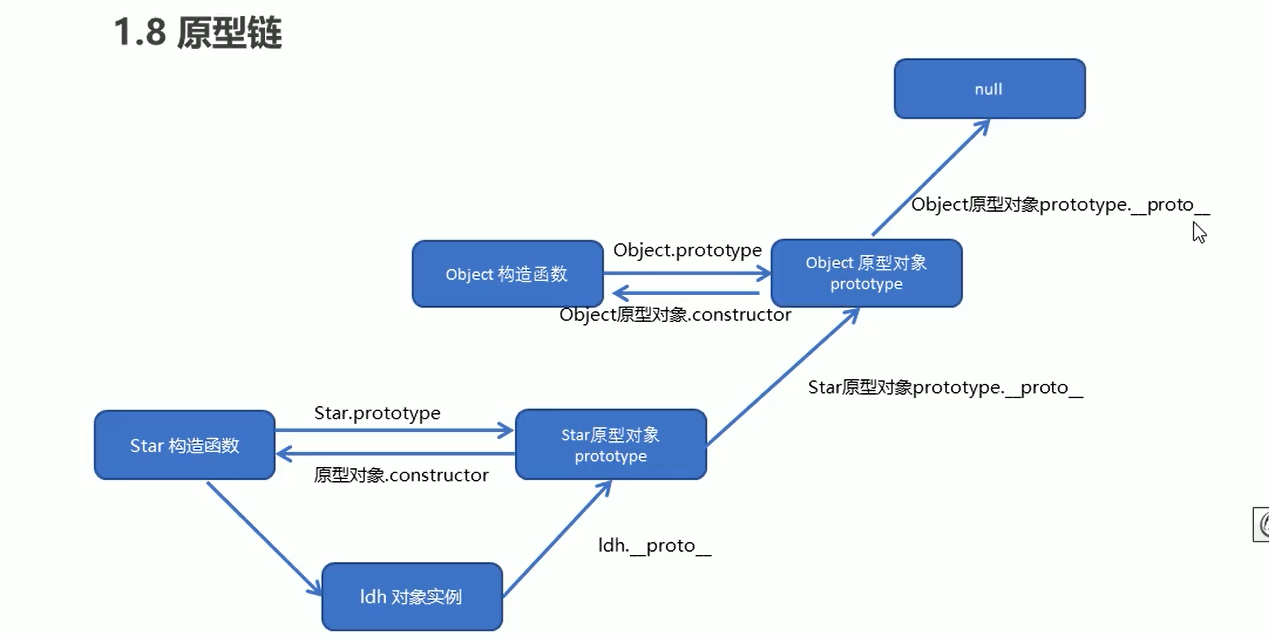 1.8 原型链
null
Object原型对象prototype.__proto__
Object.prototype
Object 构造函数
Object 原型对象
prototype
Object原型对象.constructor
Star原型对象prototype.__proto__
Star.prototype
Star 构造函数
Star原型对象
prototype
原型对象.constructor
ldh.__proto__
ldh 对象实例